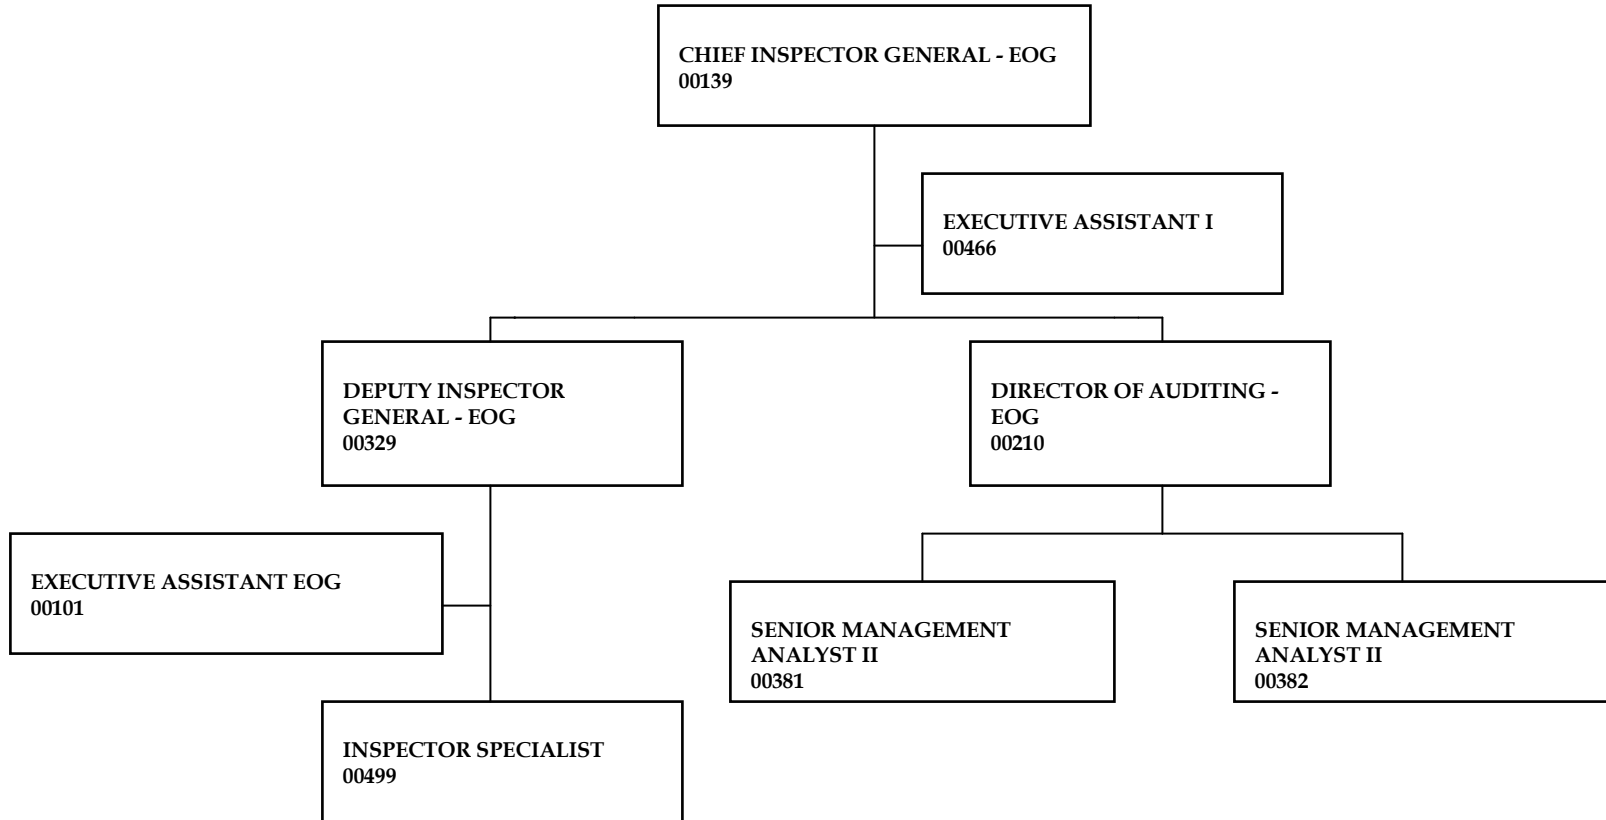 CHIEF INSPECTOR GENERAL - EOG
00139
EXECUTIVE ASSISTANT I
00466
DEPUTY INSPECTOR
GENERAL - EOG
00329
DIRECTOR OF AUDITING -
EOG
00210
EXECUTIVE ASSISTANT EOG
00101
SENIOR MANAGEMENT
ANALYST II
00381
SENIOR MANAGEMENT
ANALYST II
00382
INSPECTOR SPECIALIST
00499